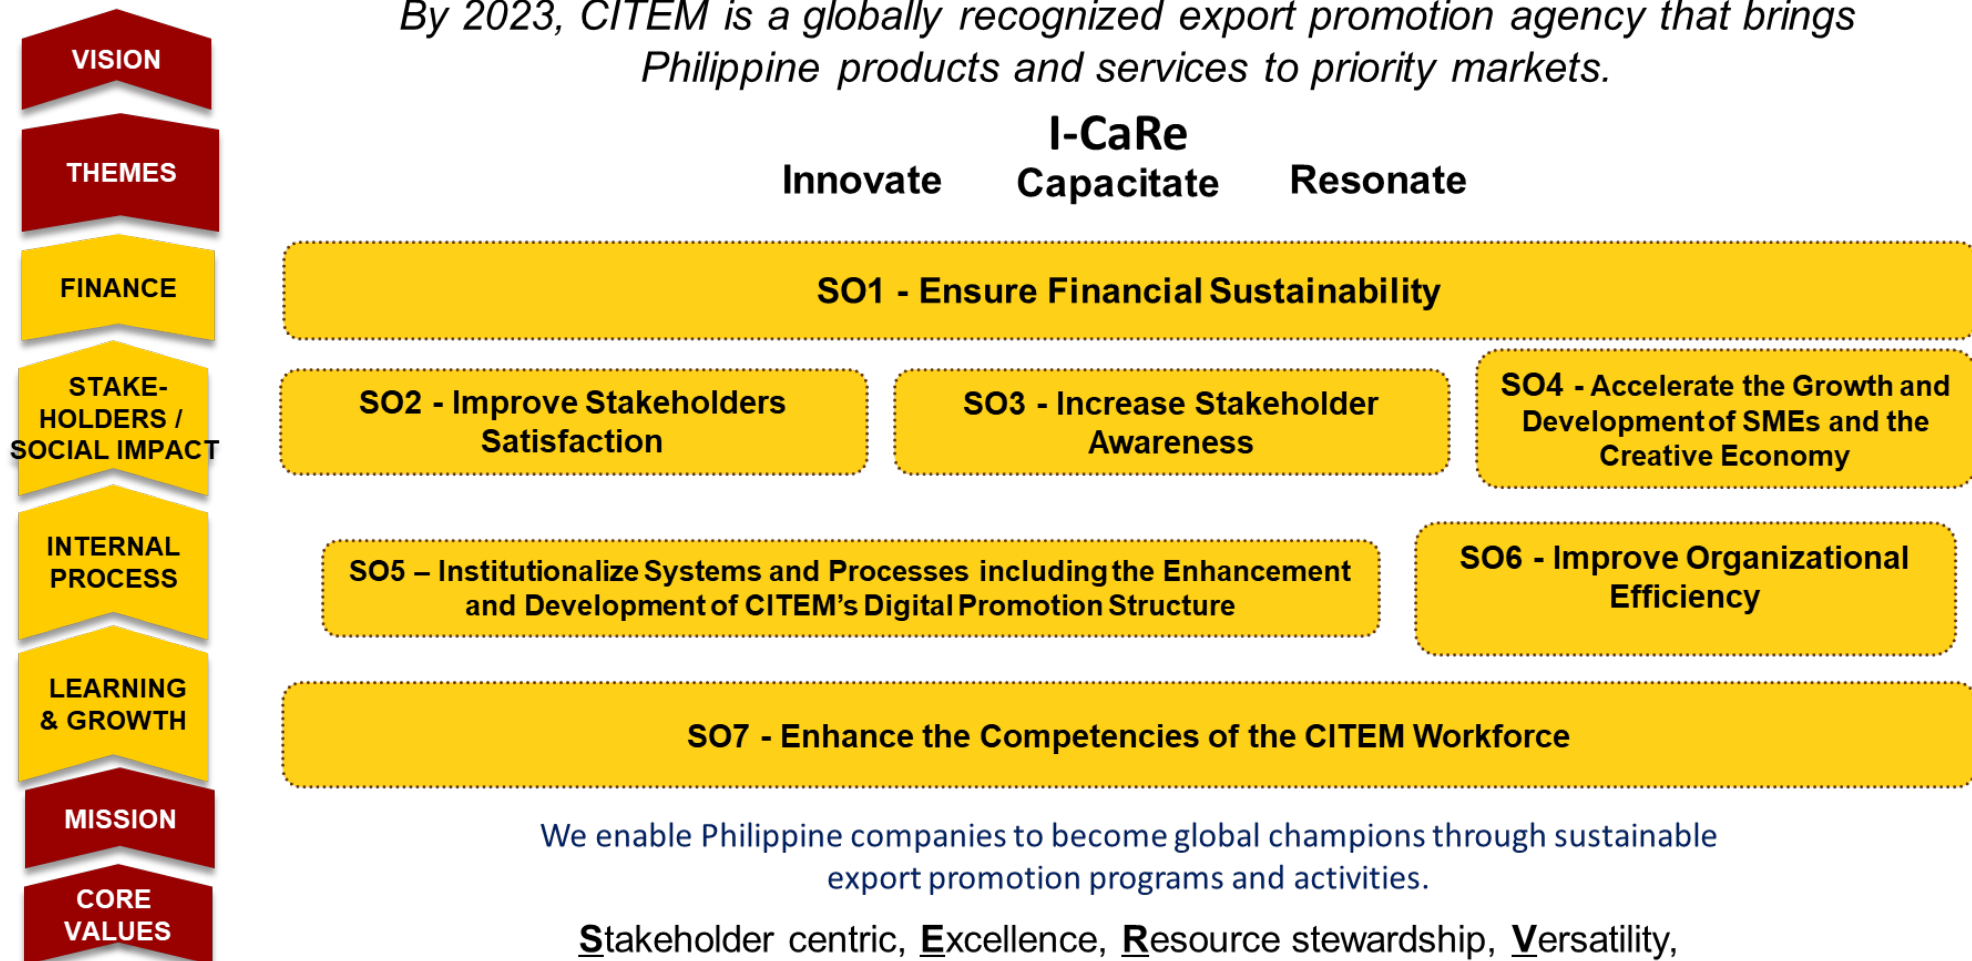 By 2023, CITEM is a globally recognized export promotion agency that brings
Philippine products and services to priority markets.
VISION
I-CaRe
THEMES
Innovate Capacitate Resonate
FINANCE
SO1 - Ensure Financial Sustainability
STAKE-
HOLDERS /
SOCIAL IMPACT
SO2 - Improve Stakeholders
Satisfaction
SO3 - Increase Stakeholder
Awareness
SO4 - Accelerate the Growth and
Development of SMEs and the
Creative Economy
INTERNAL
PROCESS
SO5 – Institutionalize Systems and Processes including the Enhancement
and Development of CITEM’s Digital Promotion Structure
SO6 - Improve Organizational
Efficiency
LEARNING
& GROWTH
SO7 - Enhance the Competencies of the CITEM Workforce
MISSION
We enable Philippine companies to become global champions through sustainable
export promotion programs and activities.
CORE
VALUES
Stakeholder centric, Excellence, Resource stewardship, Versatility,